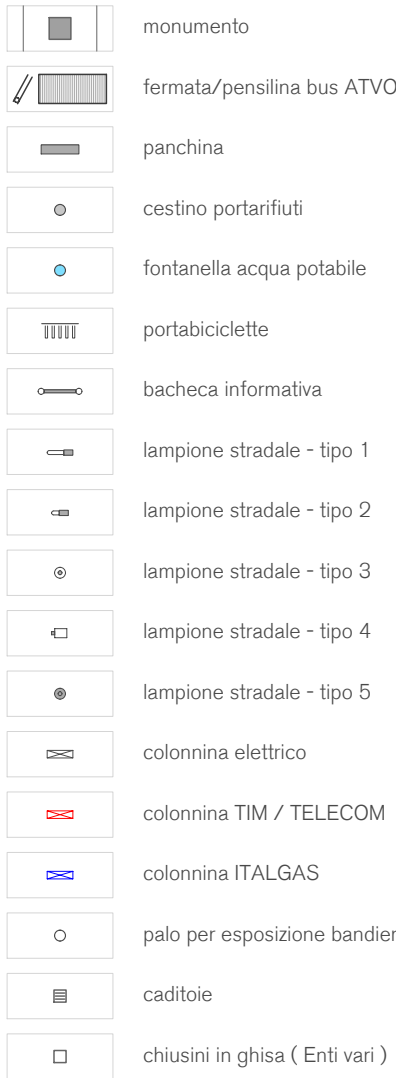 monumento
fermata/pensilina bus ATVO
panchina
cestino portarifiuti
fontanella acqua potabile
portabiciclette
bacheca informativa
lampione stradale - tipo 1
lampione stradale - tipo 2
lampione stradale - tipo 3
lampione stradale - tipo 4
lampione stradale - tipo 5
colonnina elettrico
colonnina TIM / TELECOM
colonnina ITALGAS
palo per esposizione bandier
caditoie
chiusini in ghisa ( Enti vari )